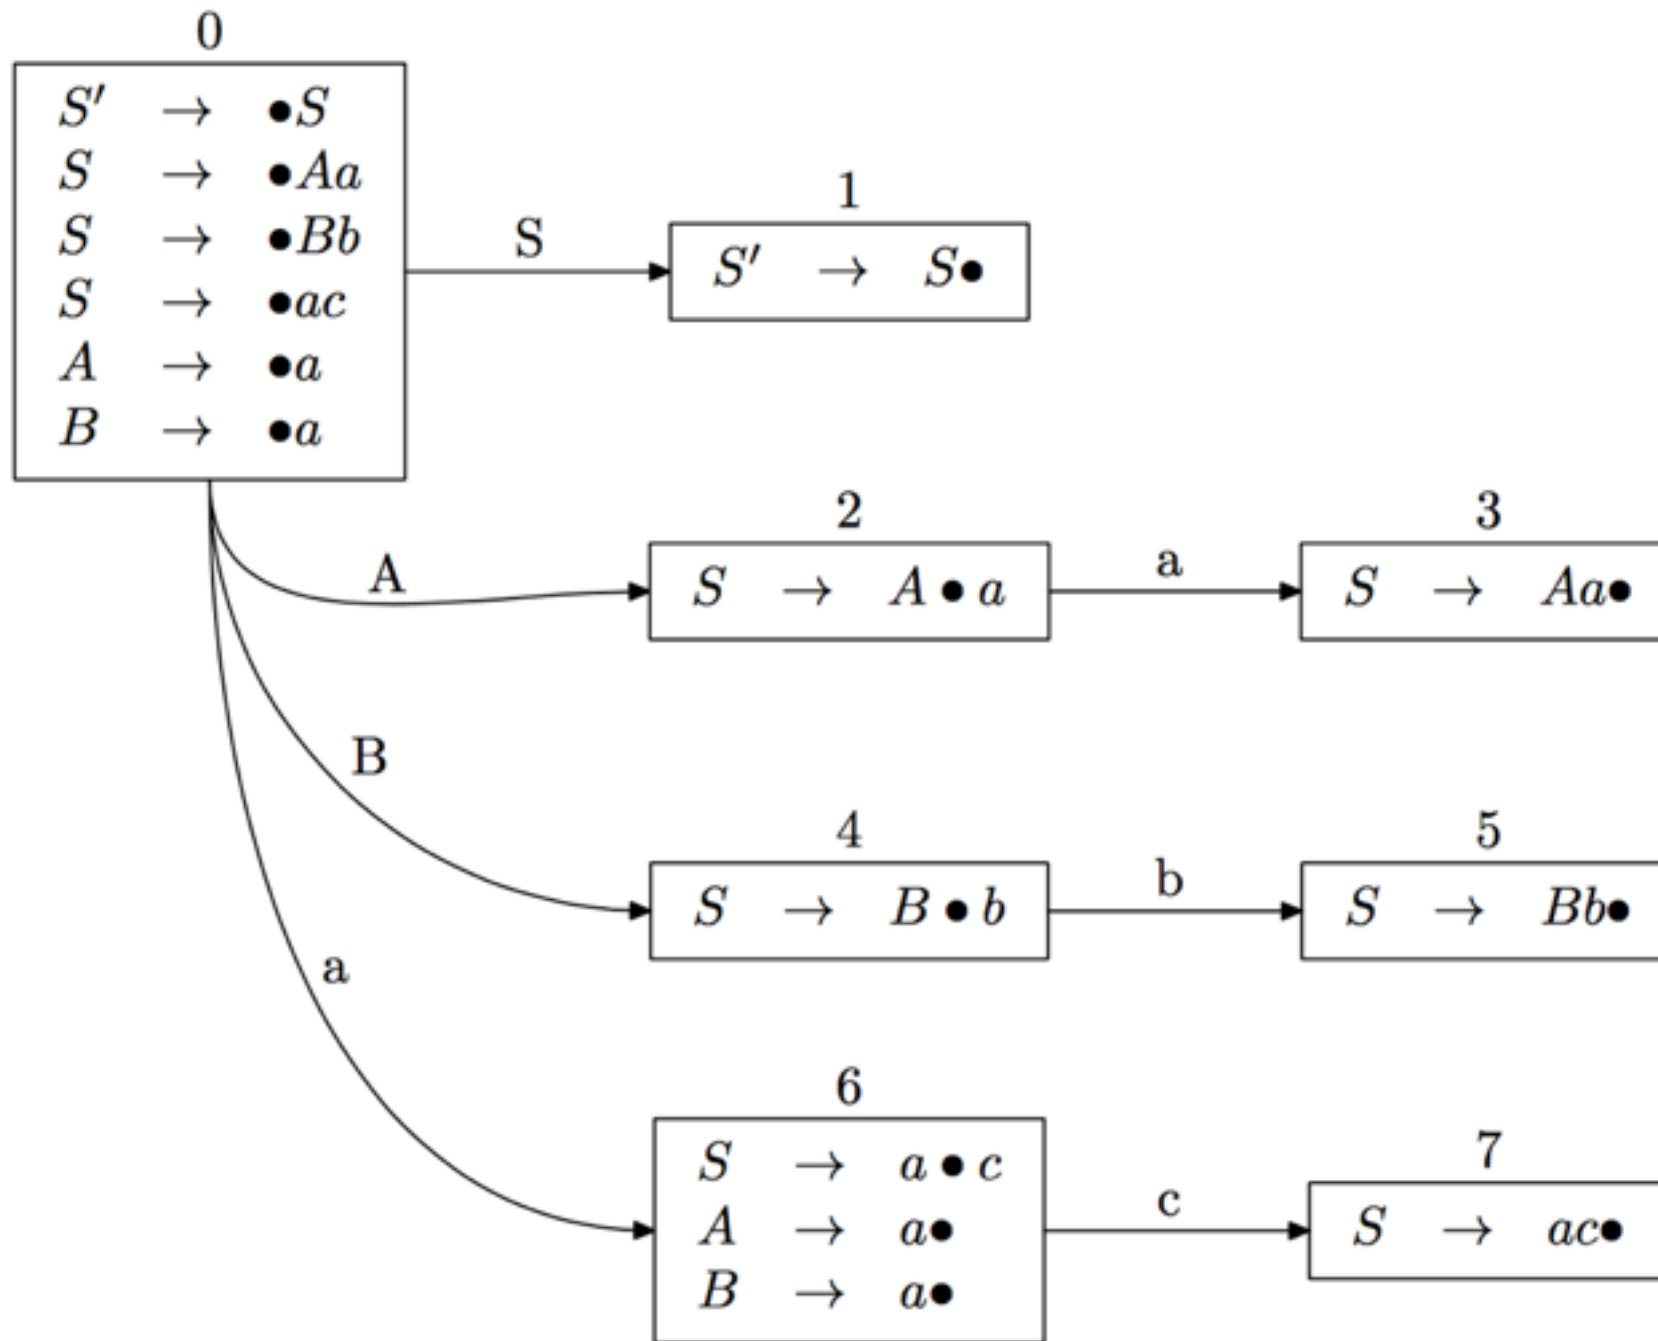 0
S′ → •S
S → •Aa
S → •Bb
S → •ac
A → •a
B → •a
S
1
S′ → S•
A
2
S → A • a
a
3
S → Aa•
B
4
S → B • b
b
5
S → Bb•
a
6
S → a • c
A → a•
B → a•
c
7
S → ac•